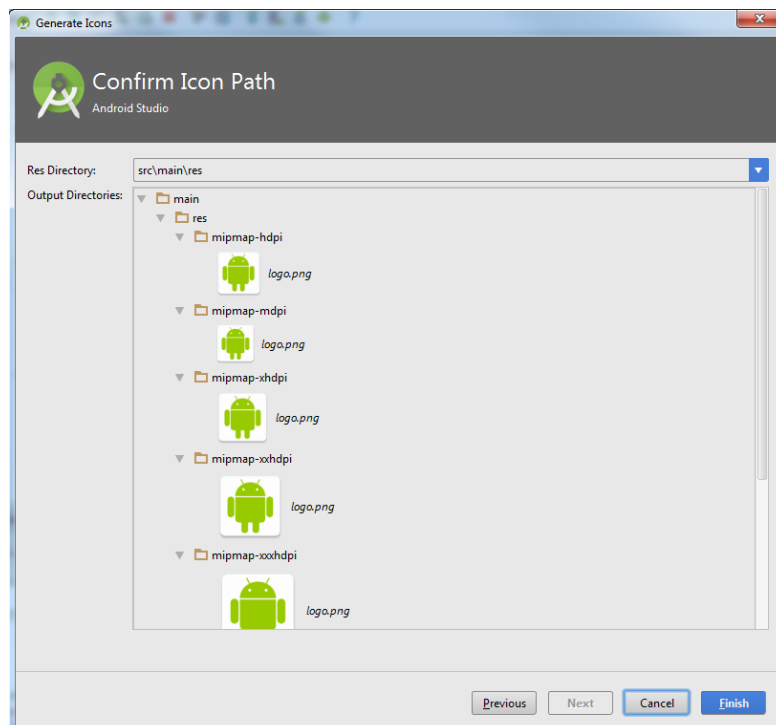 Generate Icons
Confirm Icon Path
Android Studio
Res Directory: src\main\res
Output Directories: main
res
mipmap-hdpi
logo.png
mipmap-mdpi
logo.png
mipmap-xhdpi
logo.png
mipmap-xxhdpi
logo.png
mipmap-xxxhdpi
logo.png
Previous Next Cancel Finish